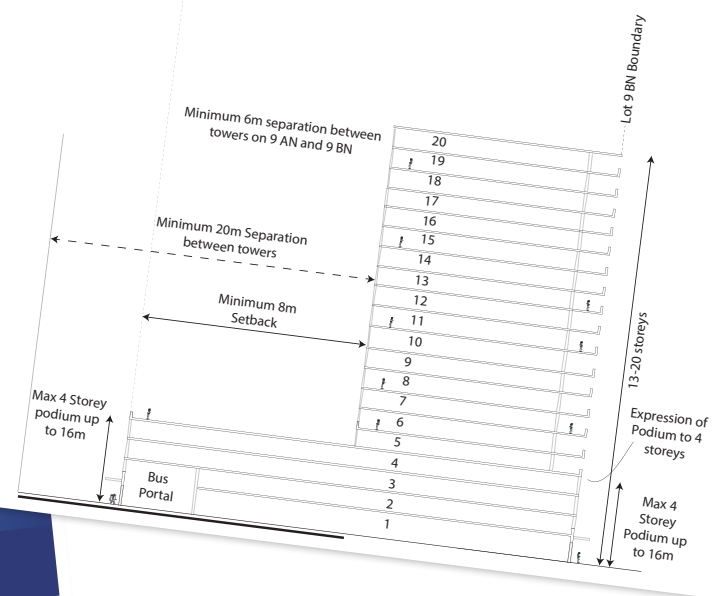 Lot 9 BN Boundary
Minimum 6m separation between
towers on 9 AN and 9 BN
20
19
18
17
16
15
14
13
12
11
10
9
8
7
6
5
4
3
2
1
Minimum 20m Separation
between towers
Minimum 8m
Setback
13-20 storeys
Max 4 Storey
podium up
to 16m
Bus
Portal
Expression of
Podium to 4
storeys
Max 4
Storey
Podium up
to 16m